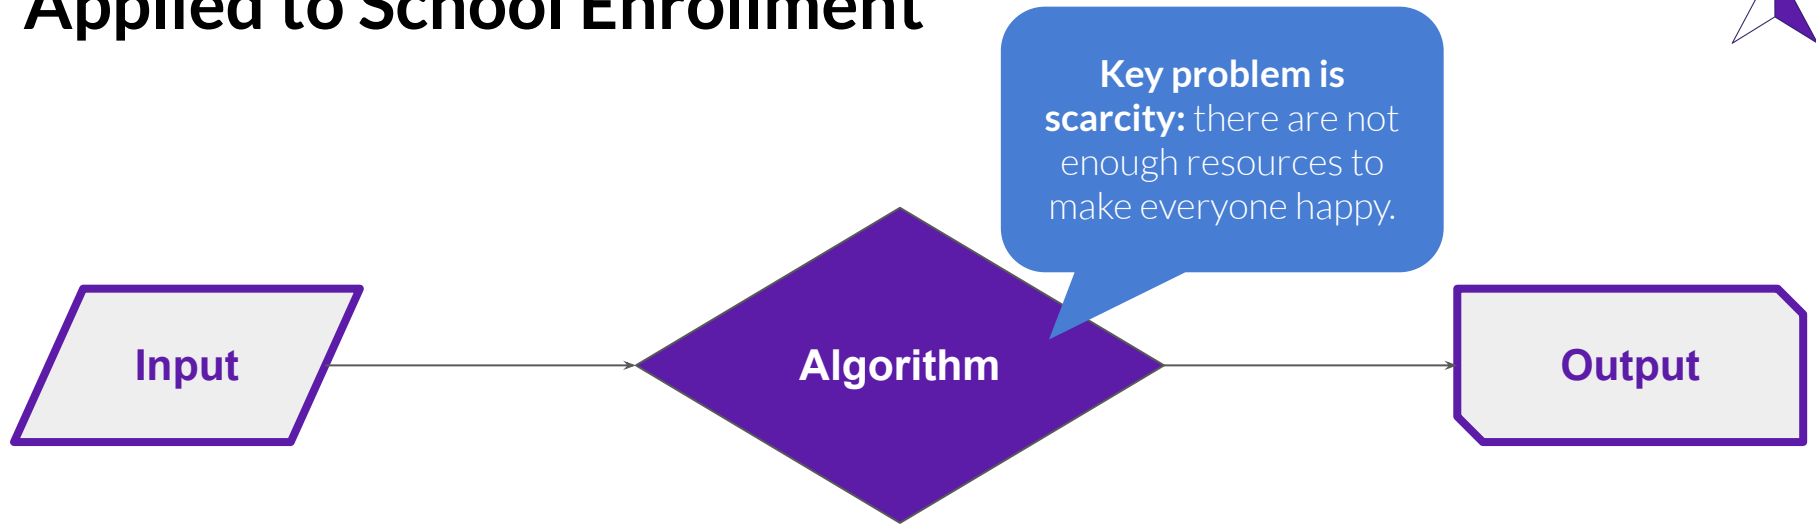 Applied to School Enrollment
Key problem is
scarcity: there are not
enough resources to
make everyone happy.
Input
Algorithm
Output